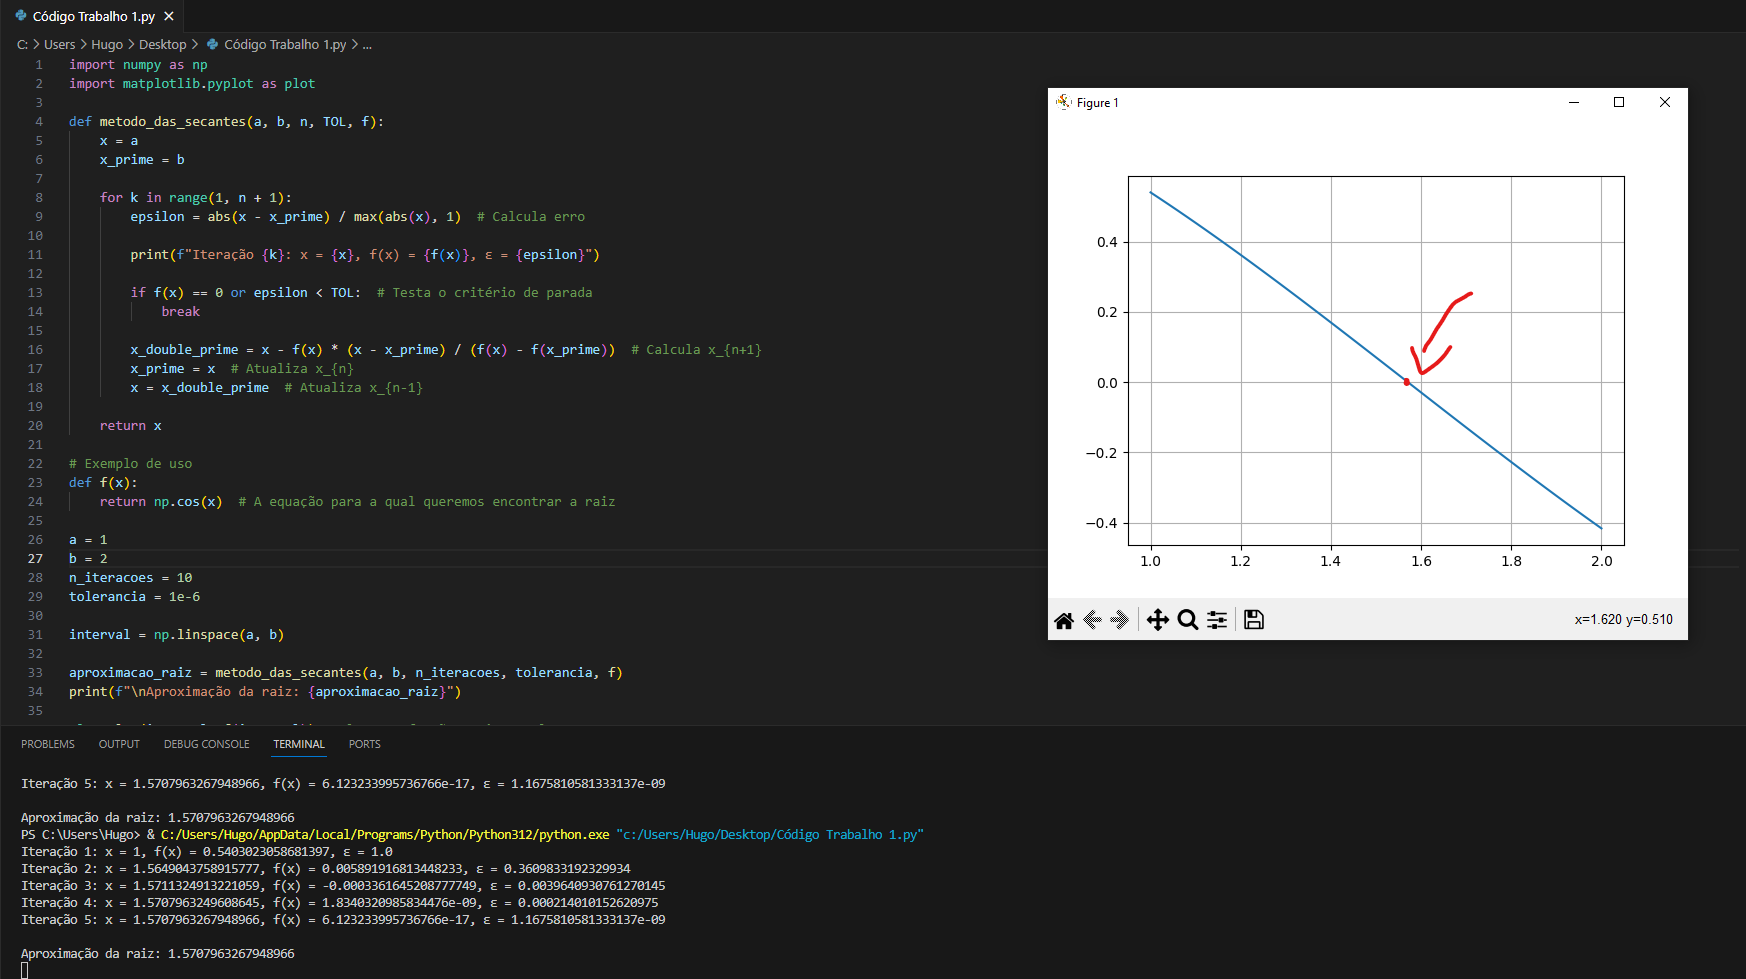 Código Trabalho 1.py
C: > Users > Hugo > Desktop > Código Trabalho 1.py > ...
1 import numpy as np
2 import matplotlib.pyplot as plot
3
4 def metodo_das_secantes(a, b, n, TOL, f):
5 x = a
6 x_prime = b
7
8 for k in range(1, n + 1):
9 epsilon = abs(x - x_prime) / max(abs(x), 1)  # Calcula erro
10
11 print(f"Iteração {k}: x = {x}, f(x) = {f(x)}, ε = {epsilon}")
12
13 if f(x) == 0 or epsilon < TOL:  # Testa o critério de parada
14 break
15
16 x_double_prime = x - f(x) * (x - x_prime) / (f(x) - f(x_prime))  # Calcula x_{n+1}
17 x_prime = x  # Atualiza x_{n}
18 x = x_double_prime  # Atualiza x_{n-1}
19
20 return x
21
22 # Exemplo de uso
23 def f(x):
24 return np.cos(x)  # A equação para a qual queremos encontrar a raiz
25
26 a = 1
27 b = 2
28 n_iteracoes = 10
29 tolerancia = 1e-6
30
31 interval = np.linspace(a, b)
32
33 aproximacao_raiz = metodo_das_secantes(a, b, n_iteracoes, tolerancia, f)
34 print(f"\nAproximação da raiz: {aproximacao_raiz}")
35
Figure 1
0.4
0.2
0.0
−0.2
−0.4
1.0 1.2 1.4 1.6 1.8 2.0
x=1.620 y=0.510
PROBLEMS OUTPUT DEBUG CONSOLE TERMINAL PORTS
Iteração 5: x = 1.5707963267948966, f(x) = 6.123233995736766e-17, ε = 1.1675810581333137e-09
Aproximação da raiz: 1.5707963267948966
PS C:\Users\Hugo> & C:/Users/Hugo/AppData/Local/Programs/Python/Python312/python.exe "c:/Users/Hugo/Desktop/Código Trabalho 1.py"
Iteração 1: x = 1, f(x) = 0.5403023058681397, ε = 1.0
Iteração 2: x = 1.5649043758915777, f(x) = 0.005891916813448233, ε = 0.3609833192329934
Iteração 3: x = 1.5711324913221059, f(x) = -0.0003361645208777749, ε = 0.0039640930761270145
Iteração 4: x = 1.5707963249608645, f(x) = 1.8340320985834476e-09, ε = 0.000214010152620975
Iteração 5: x = 1.5707963267948966, f(x) = 6.123233995736766e-17, ε = 1.1675810581333137e-09
Aproximação da raiz: 1.5707963267948966